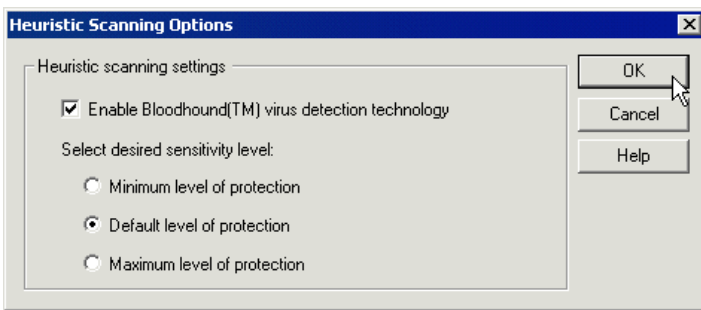 Heuristic Scanning Options
Heuristic scanning settings
Enable Bloodhound(TM) virus detection technology
Select desired sensitivity level:
Minimum level of protection
Default level of protection
Maximum level of protection
OK
Cancel
Help